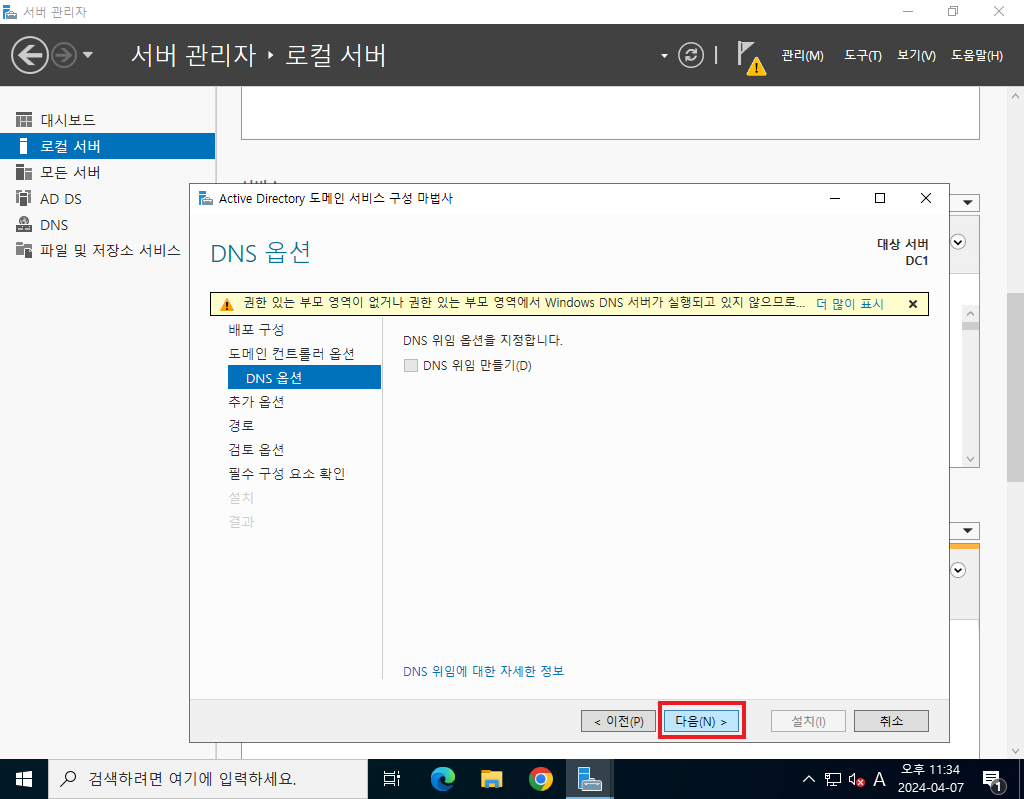 서버 관리자
서버 관리자 ‣ 로컬 서버
관리(M) 도구(T) 보기(V) 도움말(H)
대시보드
로컬 서버
모든 서버
AD DS
DNS
파일 및 저장소 서비스
Active Directory 도메인 서비스 구성 마법사
DNS 옵션
대상 서버
DC1
권한 있는 부모 영역이 없거나 권한 있는 부모 영역에서 Windows DNS 서버가 실행되고 있지 않으므로... 더 많이 표시
배포 구성
도메인 컨트롤러 옵션
DNS 옵션
추가 옵션
경로
검토 옵션
필수 구성 요소 확인
설치
결과
DNS 위임 옵션을 지정합니다.
DNS 위임 만들기(D)
DNS 위임에 대한 자세한 정보
< 이전(P) 다음(N) > 설치(I) 취소
검색하려면 여기에 입력하세요.
A
오후 11:34
2024-04-07
1